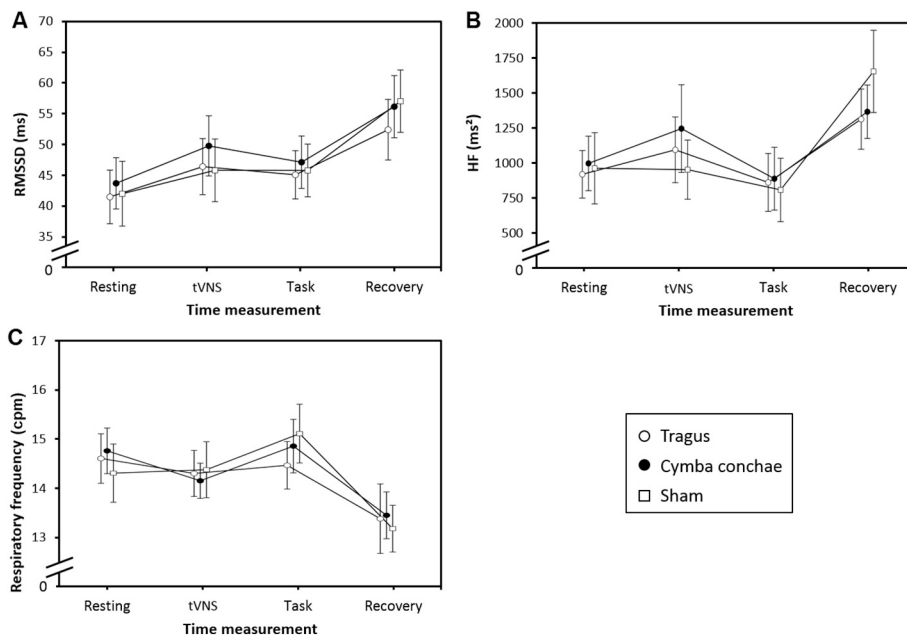 A
RMSSD (ms)
70
65
60
55
50
45
40
35
0
Resting tVNS Task Recovery
Time measurement
B
HF (ms²)
2000
1750
1500
1250
1000
750
500
0
Resting tVNS Task Recovery
Time measurement
C
Respiratory frequency (cpm)
17
16
15
14
13
0
Resting tVNS Task Recovery
Time measurement
Tragus
Cymba conchae
Sham